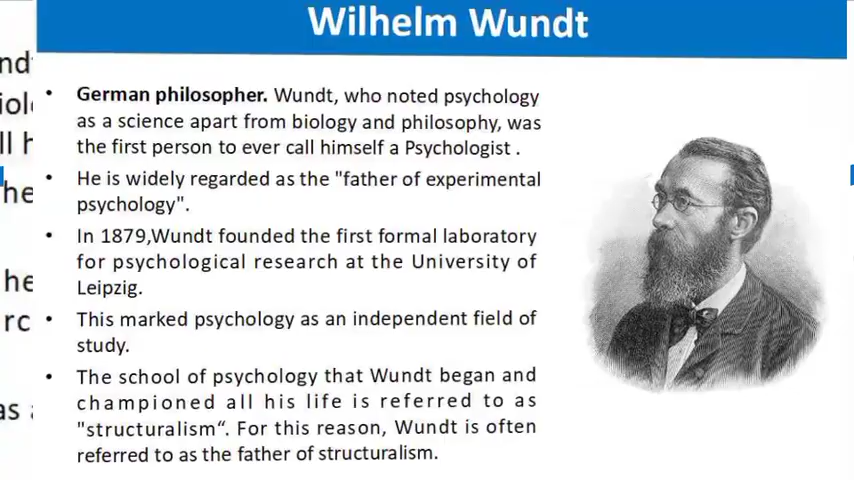 Wilhelm Wundt
• German philosopher. Wundt, who noted psychology
as a science apart from biology and philosophy, was
the first person to ever call himself a Psychologist .
• He is widely regarded as the "father of experimental
psychology".
• In 1879,Wundt founded the first formal laboratory
for psychological research at the University of
Leipzig.
• This marked psychology as an independent field of
study.
• The school of psychology that Wundt began and
championed all his life is referred to as
"structuralism“. For this reason, Wundt is often
referred to as the father of structuralism.